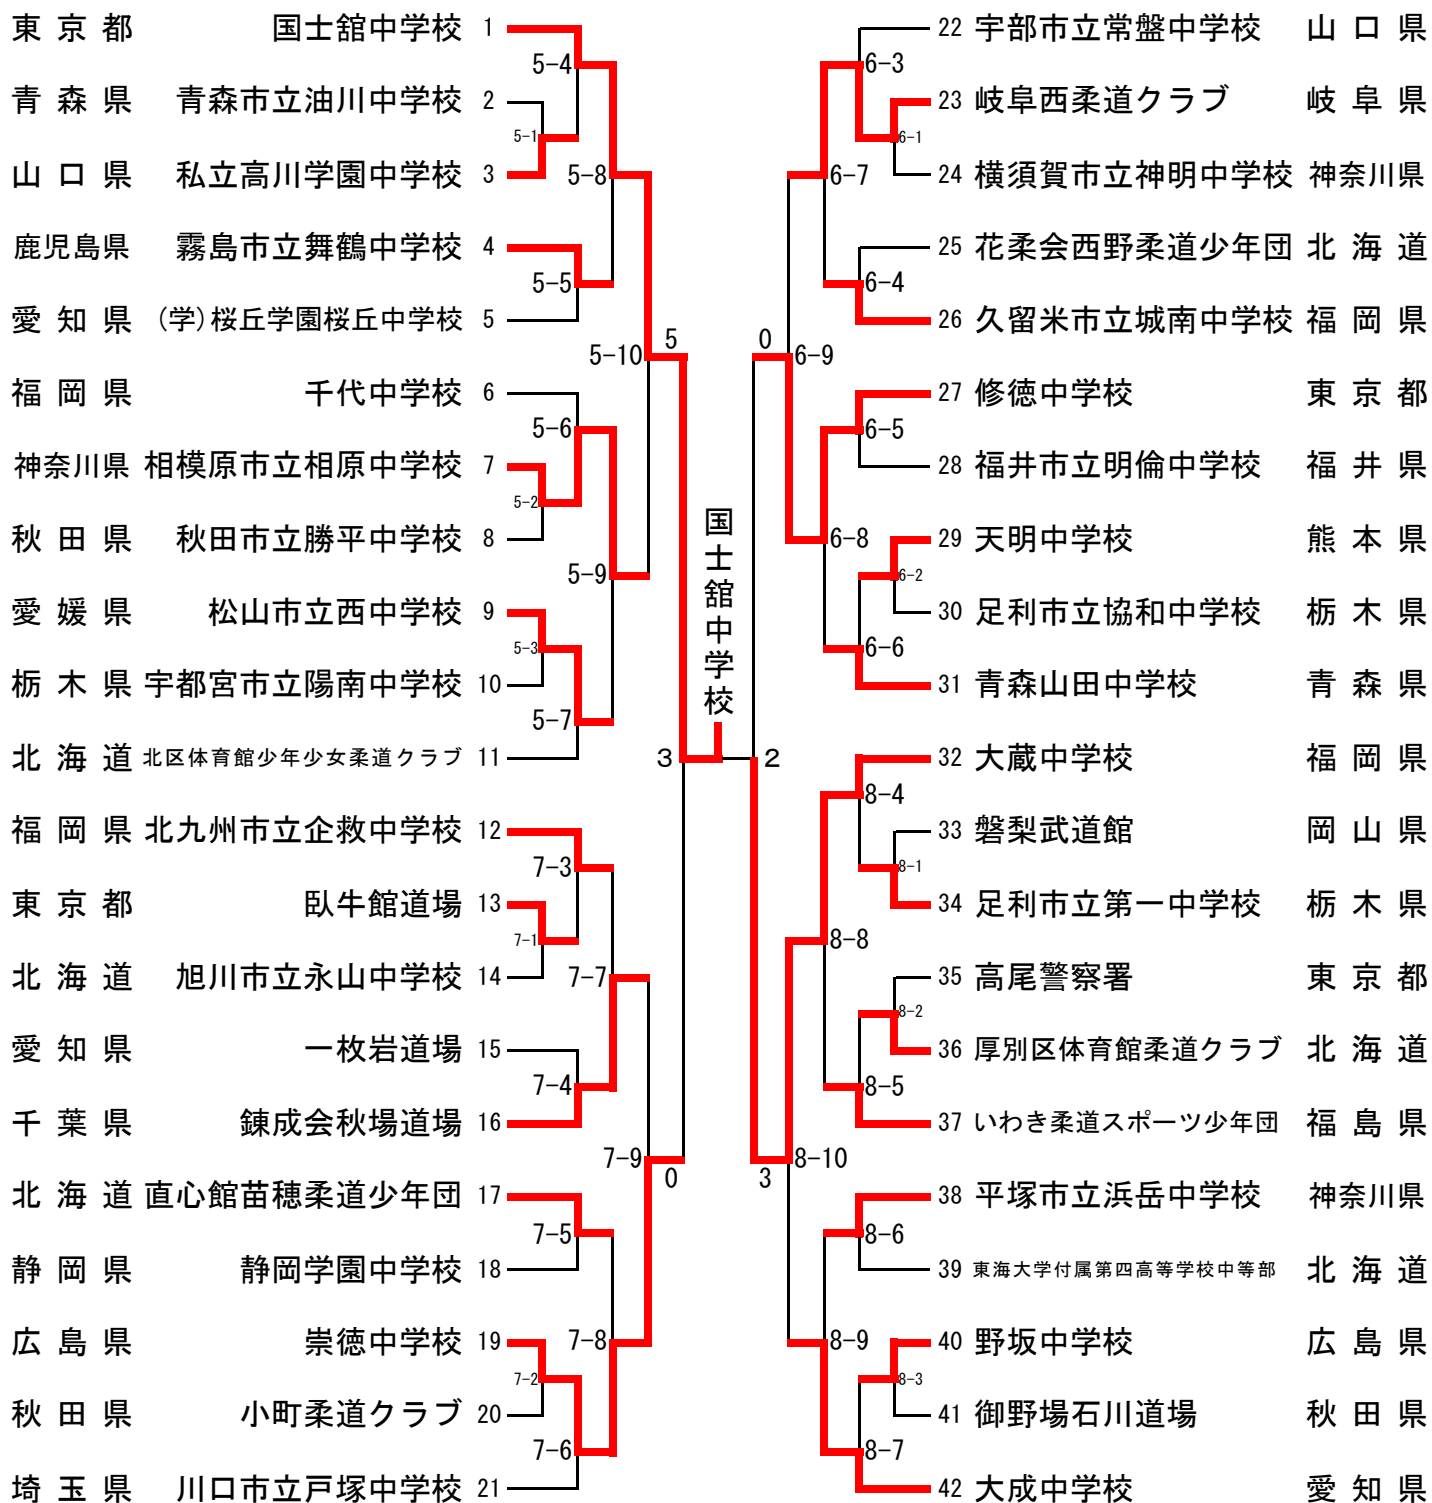 東京都 国士舘中学校 1
5-4
青森県 青森市立油川中学校 2
5-1
山口県 私立高川学園中学校 3
5-8
鹿児島県 霧島市立舞鶴中学校 4
5-5
愛知県 (学)桜丘学園桜丘中学校 5
5-10
5
福岡県 千代中学校 6
5-6
神奈川県 相模原市立相原中学校 7
5-2
秋田県 秋田市立勝平中学校 8
5-9
愛媛県 松山市立西中学校 9
5-3
栃木県 宇都宮市立陽南中学校 10
5-7
北海道 北区体育館少年少女柔道クラブ 11
3
福岡県 北九州市立企救中学校 12
7-3
東京都 臥牛館道場 13
7-1
北海道 旭川市立永山中学校 14
7-7
愛知県 一枚岩道場 15
7-4
千葉県 錬成会秋場道場 16
7-9
0
北海道 直心館苗穂柔道少年団 17
7-5
静岡県 静岡学園中学校 18
広島県 崇徳中学校 19
7-8
7-2
秋田県 小町柔道クラブ 20
7-6
埼玉県 川口市立戸塚中学校 21
国士舘中学校
22 宇部市立常盤中学校 山口県
6-3
23 岐阜西柔道クラブ 岐阜県
6-1
24 横須賀市立神明中学校 神奈川県
6-7
25 花柔会西野柔道少年団 北海道
6-4
26 久留米市立城南中学校 福岡県
0
6-9
27 修徳中学校 東京都
6-5
28 福井市立明倫中学校 福井県
6-8
29 天明中学校 熊本県
6-2
30 足利市立協和中学校 栃木県
6-6
31 青森山田中学校 青森県
2
32 大蔵中学校 福岡県
8-4
33 磐梨武道館 岡山県
8-1
34 足利市立第一中学校 栃木県
8-8
35 高尾警察署 東京都
8-2
36 厚別区体育館柔道クラブ 北海道
8-5
37 いわき柔道スポーツ少年団 福島県
8-10
3
38 平塚市立浜岳中学校 神奈川県
8-6
39 東海大学付属第四高等学校中等部 北海道
8-9
40 野坂中学校 広島県
8-3
41 御野場石川道場 秋田県
8-7
42 大成中学校 愛知県